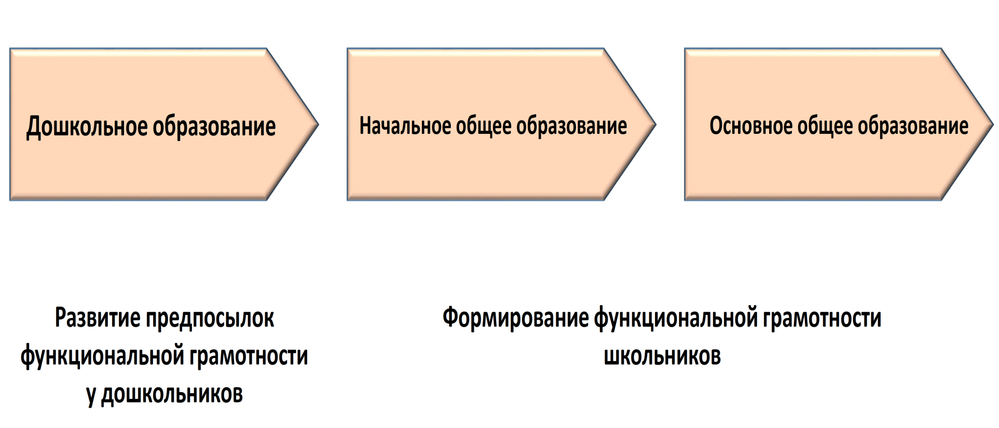 Дошкольное образование
Начальное общее образование
Основное общее образование
Развитие предпосылок
функциональной грамотности
у дошкольников
Формирование функциональной грамотности
школьников